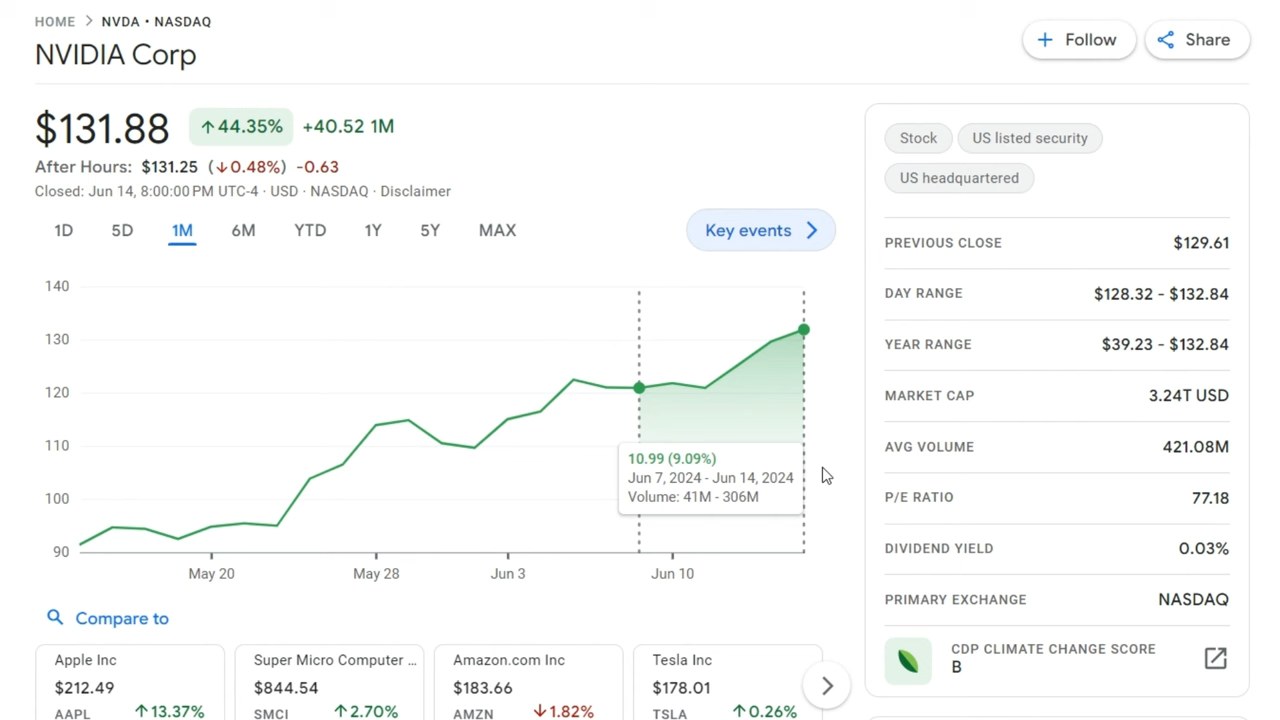 HOME > NVDA • NASDAQ
NVIDIA Corp
+ Follow
Share
$131.88 ↑44.35% +40.52 1M
After Hours: $131.25 (↓0.48%) -0.63
Closed: Jun 14, 8:00:00 PM UTC-4 · USD · NASDAQ · Disclaimer
1D 5D 1M 6M YTD 1Y 5Y MAX
Key events
140
130
120
110
100
90
10.99 (9.09%)
Jun 7, 2024 - Jun 14, 2024
Volume: 41M - 306M
May 20 May 28 Jun 3 Jun 10
Compare to
Apple Inc
$212.49
AAPL ↑13.37%
Super Micro Computer ...
$844.54
SMCI ↑2.70%
Amazon.com Inc
$183.66
AMZN ↓1.82%
Tesla Inc
$178.01
TSLA ↑0.26%
Stock
US listed security
US headquartered
PREVIOUS CLOSE $129.61
DAY RANGE $128.32 - $132.84
YEAR RANGE $39.23 - $132.84
MARKET CAP 3.24T USD
AVG VOLUME 421.08M
P/E RATIO 77.18
DIVIDEND YIELD 0.03%
PRIMARY EXCHANGE NASDAQ
CDP CLIMATE CHANGE SCORE
B